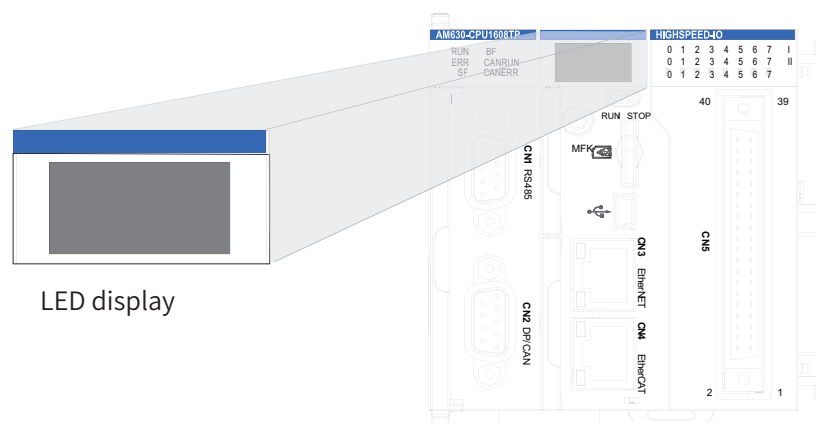 AM630-CPU1608TP
HIGHSPEED-IO
RUN BF
ERR CANRUN
SF CANERR
0 1 2 3 4 5 6 7 I
0 1 2 3 4 5 6 7 II
0 1 2 3 4 5 6 7
40 39
RUN STOP
MFK
CN1 RS485
CN3 EtherNET
CN5
CN2 DP/CAN
CN4 EtherCAT
2 1
LED display